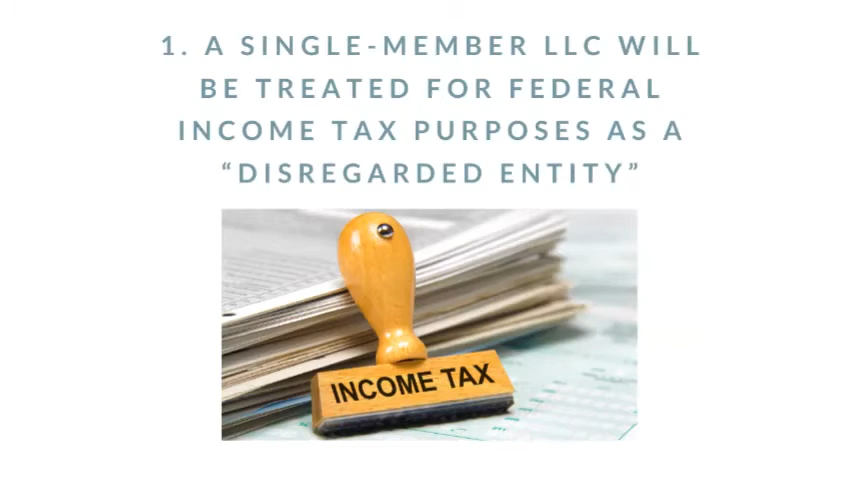 1. A SINGLE-MEMBER LLC WILL
BE TREATED FOR FEDERAL
INCOME TAX PURPOSES AS A
“DISREGARDED ENTITY”
INCOME TAX